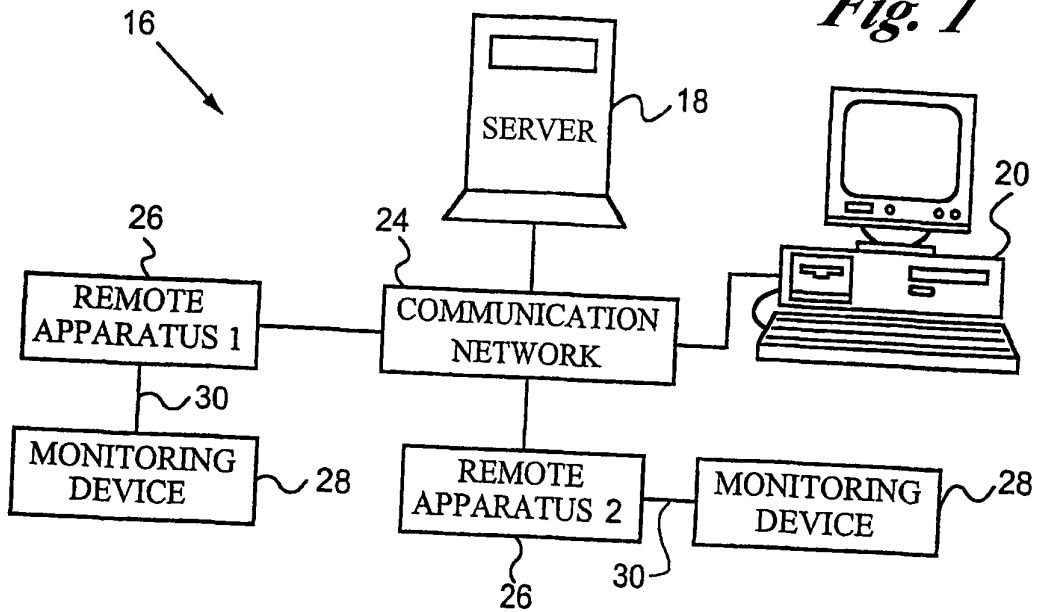 Fig. 1
16
18
SERVER
20
26
24
REMOTE
APPARATUS 1
COMMUNICATION
NETWORK
30
MONITORING
DEVICE
28
REMOTE
APPARATUS 2
MONITORING
DEVICE
28
30
26